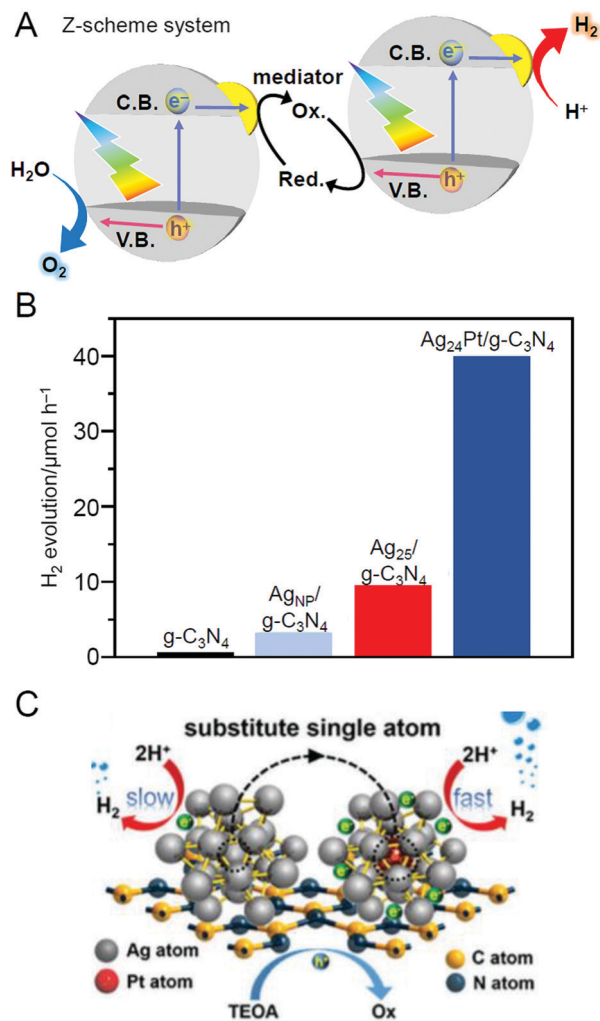 A
Z-scheme system
C.B.
e⁻
mediator
Ox.
Red.
H₂O
O₂
V.B.
h⁺
C.B.
e⁻
V.B.
h⁺
H₂
H⁺
B
H₂ evolution/μmol h⁻¹
40
30
20
10
0
g-C₃N₄
Ag_NP/
g-C₃N₄
Ag₂₅/
g-C₃N₄
Ag₂₄Pt/g-C₃N₄
C
substitute single atom
2H⁺
slow
H₂
e⁻
2H⁺
fast
H₂
e⁻
e⁻
e⁻
e⁻
e⁻
e⁻
Ag atom
Pt atom
C atom
N atom
h⁺
TEOA
Ox